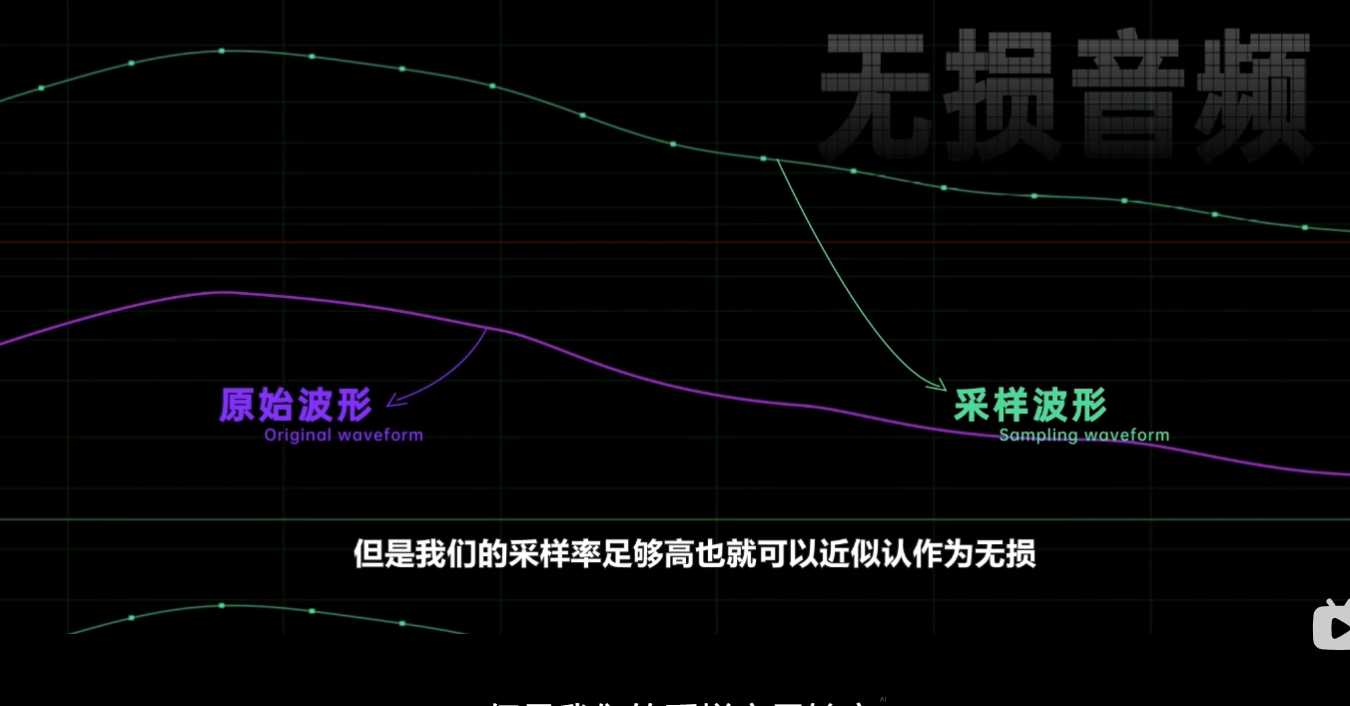 无损音频
原始波形
Original waveform
采样波形
Sampling waveform
但是我们的采样率足够高也就可以近似认作为无损
AI